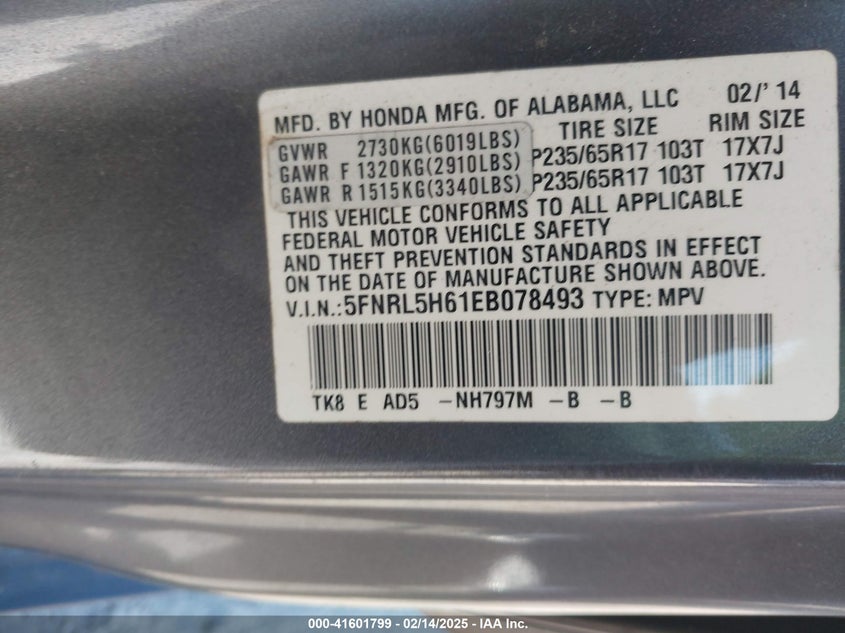 MFD. BY HONDA MFG. OF ALABAMA, LLC 02/' 14
GVWR 2730KG(6019LBS) TIRE SIZE RIM SIZE
GAWR F 1320KG(2910LBS) P235/65R17 103T 17X7J
GAWR R 1515KG(3340LBS) P235/65R17 103T 17X7J
THIS VEHICLE CONFORMS TO ALL APPLICABLE
FEDERAL MOTOR VEHICLE SAFETY
AND THEFT PREVENTION STANDARDS IN EFFECT
ON THE DATE OF MANUFACTURE SHOWN ABOVE.
V.I.N.:5FNRL5H61EB078493 TYPE: MPV
TK8 E AD5 -NH797M -B -B
000-41601799 - 02/14/2025 - IAA Inc.